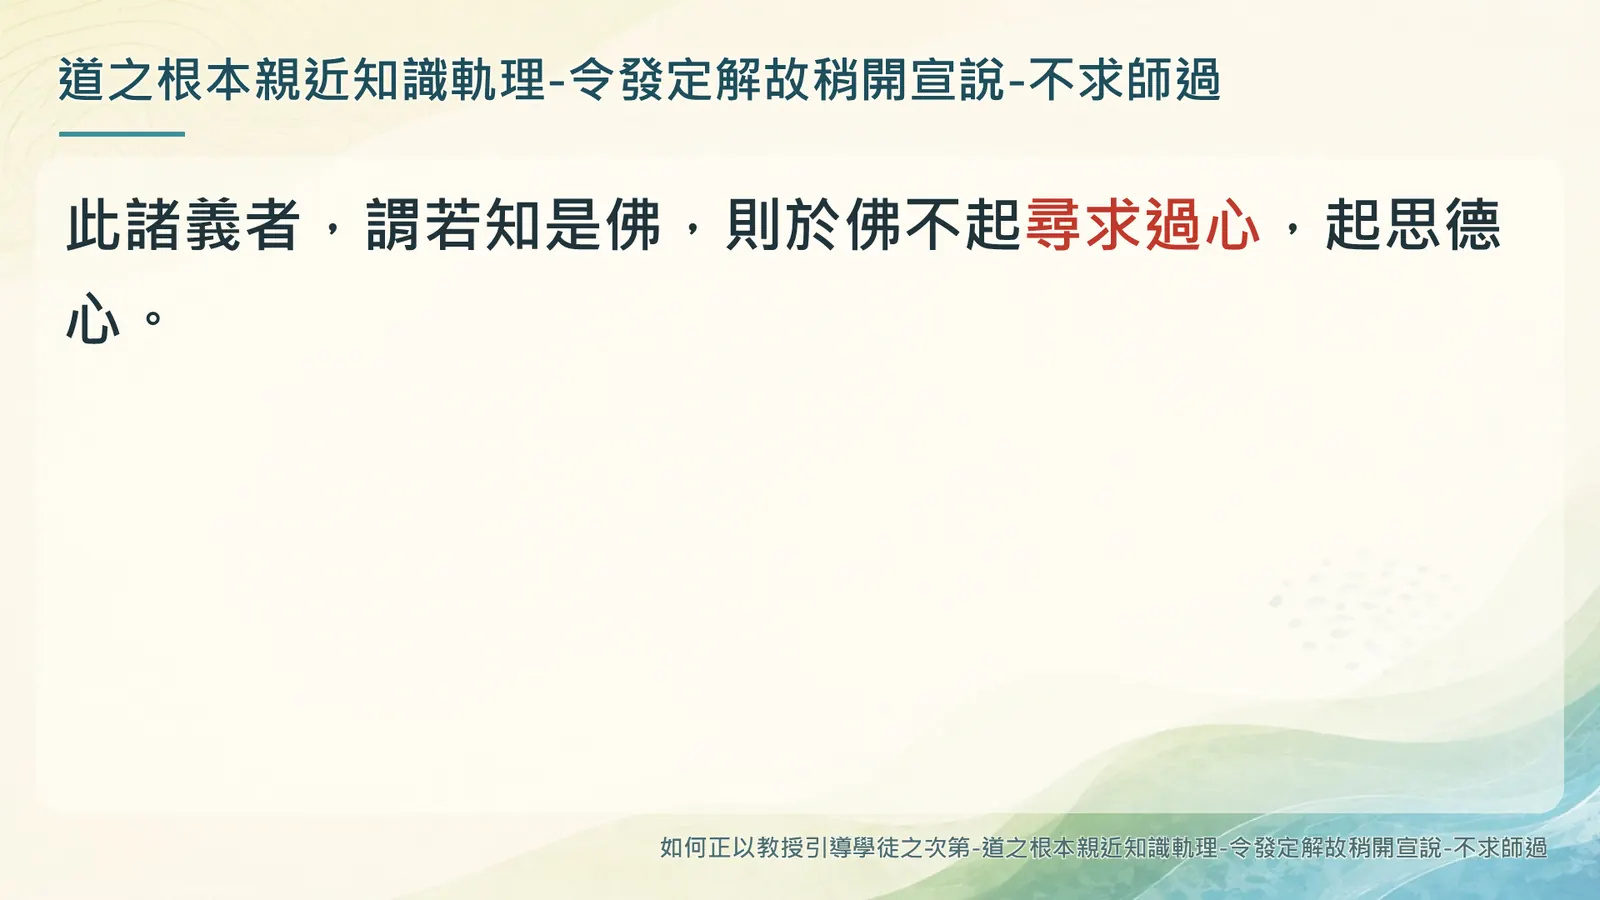 道之根本親近知識軌理-令發定解故稍開宣說-不求師過
此諸義者，謂若知是佛，則於佛不起尋求過心，起思德
心。
如何正以教授引導學徒之次第-道之根本親近知識軌理-令發定解故稍開宣說-不求師過